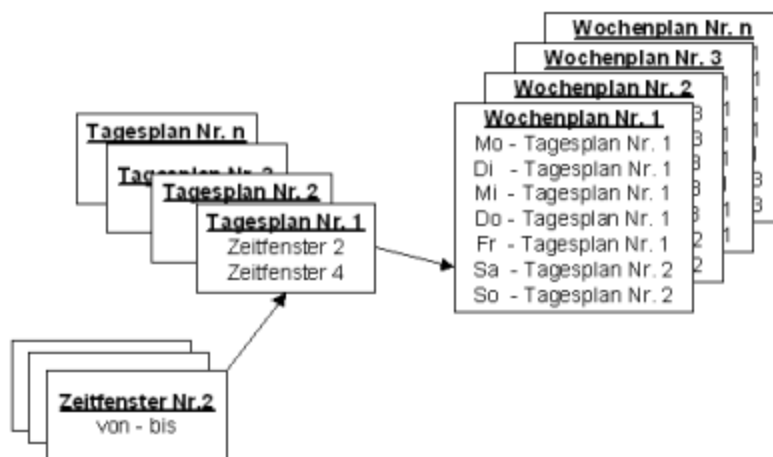 Wochenplan Nr. n
Wochenplan Nr. 3
Wochenplan Nr. 2
Wochenplan Nr. 1
Mo - Tagesplan Nr. 1
Di - Tagesplan Nr. 1
Mi - Tagesplan Nr. 1
Do - Tagesplan Nr. 1
Fr - Tagesplan Nr. 1
Sa - Tagesplan Nr. 2
So - Tagesplan Nr. 2
Tagesplan Nr. n
Tagesplan Nr. 2
Tagesplan Nr. 1
Zeitfenster 2
Zeitfenster 4
Zeitfenster Nr.2
von - bis